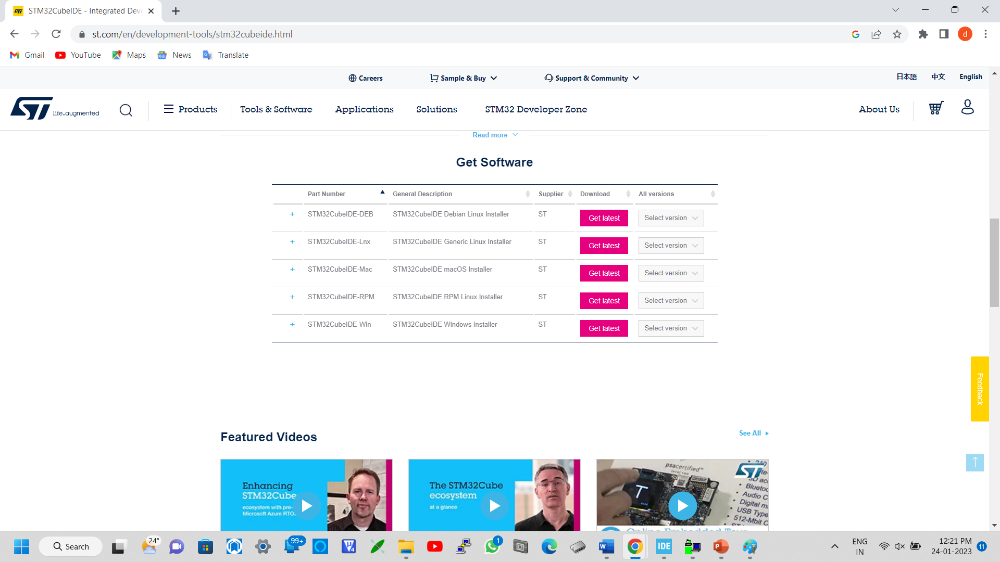 STM32CubeIDE - Integrated Deve
st.com/en/development-tools/stm32cubeide.html
d
Gmail YouTube Maps News Translate
Careers Sample & Buy Support & Community 日本語 中文 English
ST life.augmented Products Tools & Software Applications Solutions STM32 Developer Zone About Us
Read more
Get Software
Part Number General Description Supplier Download All versions
+ STM32CubeIDE-DEB STM32CubeIDE Debian Linux Installer ST Get latest Select version
+ STM32CubeIDE-Lnx STM32CubeIDE Generic Linux Installer ST Get latest Select version
+ STM32CubeIDE-Mac STM32CubeIDE macOS Installer ST Get latest Select version
+ STM32CubeIDE-RPM STM32CubeIDE RPM Linux Installer ST Get latest Select version
+ STM32CubeIDE-Win STM32CubeIDE Windows Installer ST Get latest Select version
Feedback
Featured Videos See All
Enhancing
STM32Cube
ecosystem with pre-
Microsoft Azure RTO
The STM32Cube
ecosystem
at a glance
psacertified™
level two
ST
Audio C
Digital m
USB Type
512-Mbit C
Search 24° 99+ 1 IDE ENG
IN
12:21 PM
24-01-2023 11